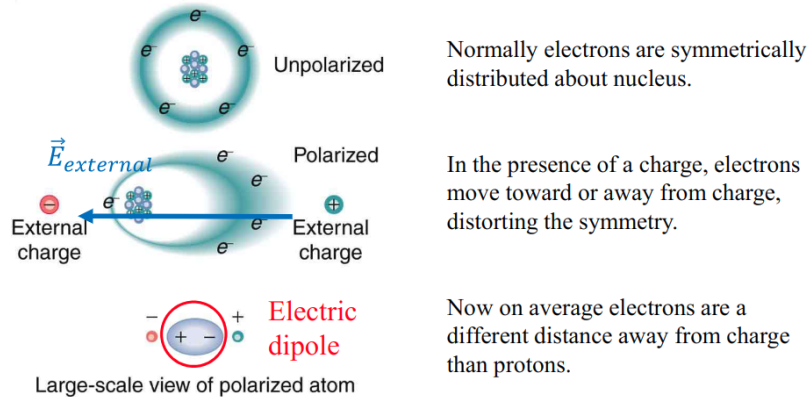 e⁻
e⁻ e⁻
Unpolarized
e⁻ e⁻
Normally electrons are symmetrically
distributed about nucleus.
E⃗external
e⁻
Polarized
e⁻
e⁻
e⁻
e⁻
−
External
charge
+
External
charge
In the presence of a charge, electrons
move toward or away from charge,
distorting the symmetry.
− +
+ −
Electric
dipole
Large-scale view of polarized atom
Now on average electrons are a
different distance away from charge
than protons.